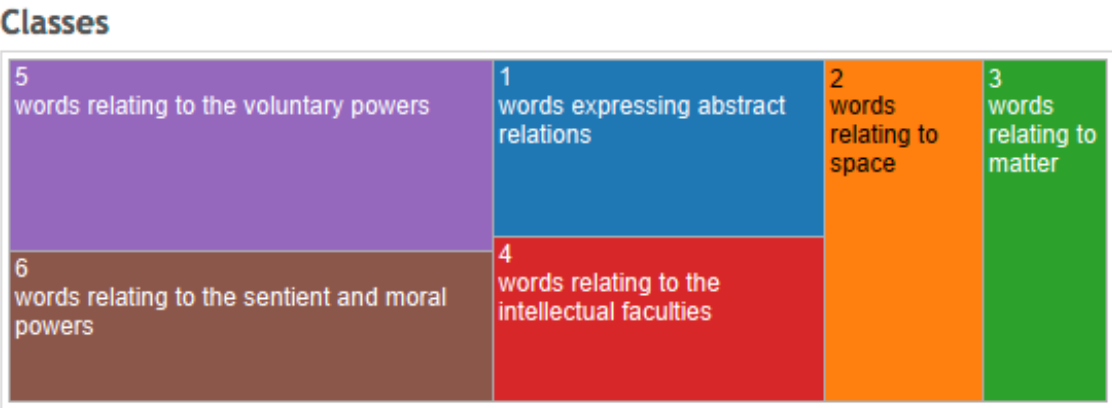 Classes
5
words relating to the voluntary powers
6
words relating to the sentient and moral
powers
1
words expressing abstract
relations
4
words relating to the
intellectual faculties
2
words
relating to
space
3
words
relating to
matter